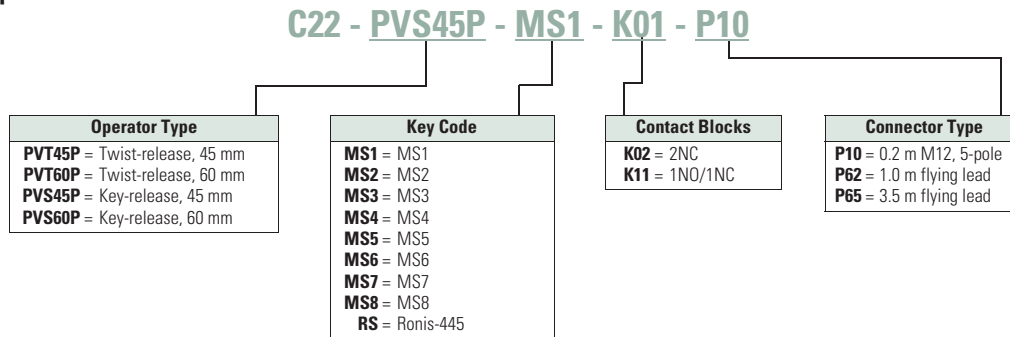 C22 - PVS45P - MS1 - K01 - P10
Operator Type
PVT45P = Twist-release, 45 mm
PVT60P = Twist-release, 60 mm
PVS45P = Key-release, 45 mm
PVS60P = Key-release, 60 mm
Key Code
MS1 = MS1
MS2 = MS2
MS3 = MS3
MS4 = MS4
MS5 = MS5
MS6 = MS6
MS7 = MS7
MS8 = MS8
RS = Ronis-445
Contact Blocks
K02 = 2NC
K11 = 1NO/1NC
Connector Type
P10 = 0.2 m M12, 5-pole
P62 = 1.0 m flying lead
P65 = 3.5 m flying lead